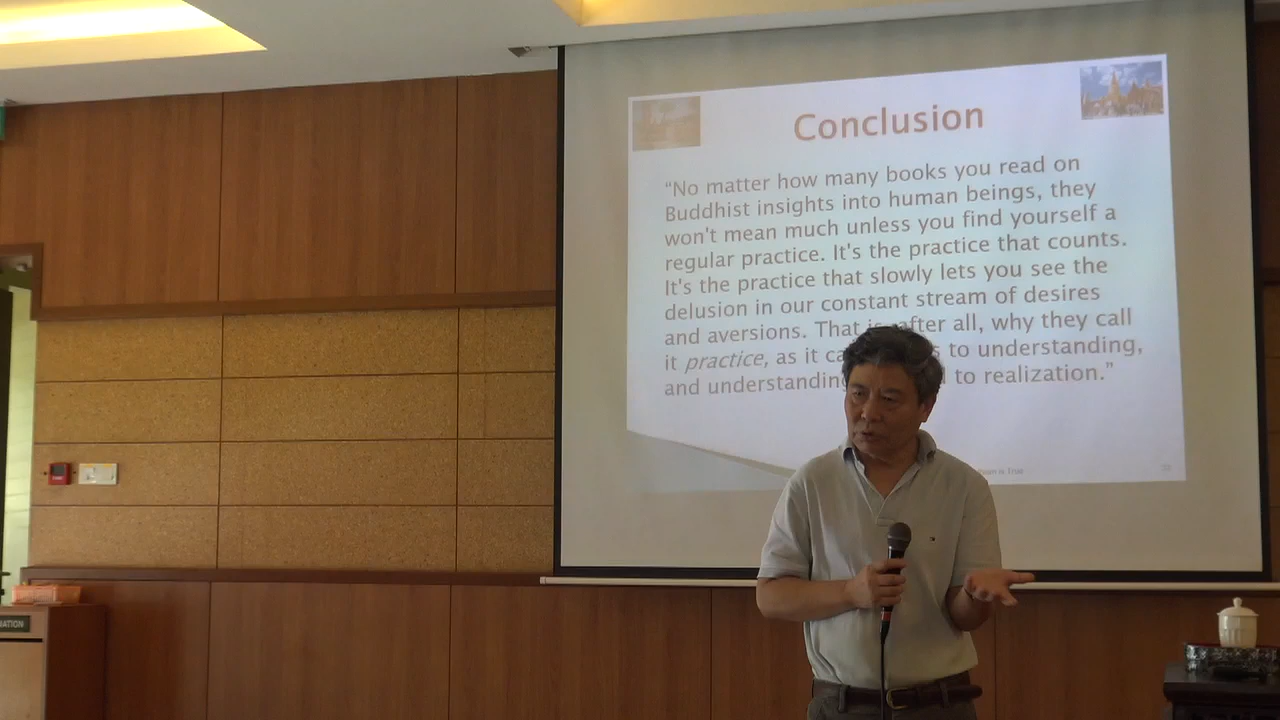 Conclusion
“No matter how many books you read on
Buddhist insights into human beings, they
won't mean much unless you find yourself a
regular practice. It's the practice that counts.
It's the practice that slowly lets you see the
delusion in our constant stream of desires
and aversions. That is after all, why they call
it practice, as it to understanding,
and understanding to realization.”
is True